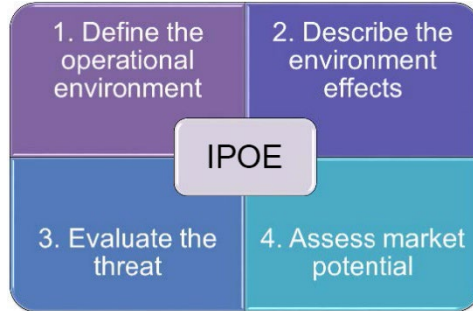 1. Define the
operational
environment
2. Describe the
environment
effects
IPOE
3. Evaluate the
threat
4. Assess market
potential